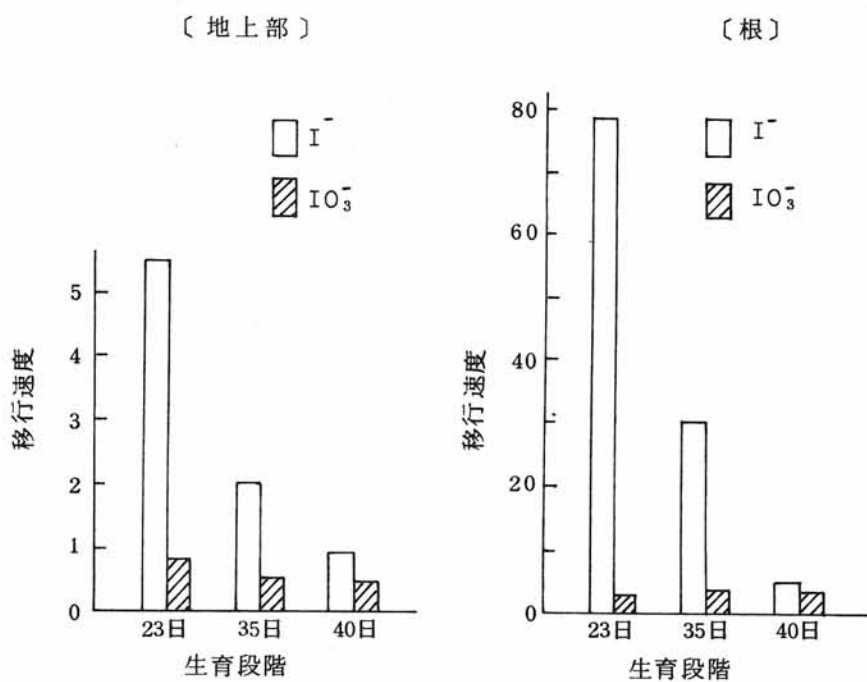 〔 地上部 〕
I⁻
IO₃⁻
5
4
3
2
1
0
移行速度
23日 35日 40日
生育段階
〔 根 〕
I⁻
IO₃⁻
80
60
40
20
0
移行速度
23日 35日 40日
生育段階